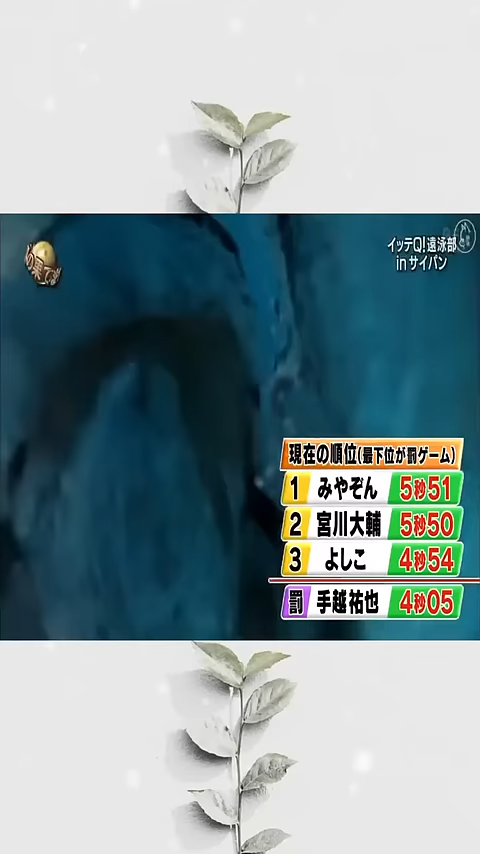 イッテQ!遠泳部
inサイパン
現在の順位(最下位が罰ゲーム)
1 みやぞん 5秒51
2 宮川大輔 5秒50
3 よしこ 4秒54
罰 手越祐也 4秒05